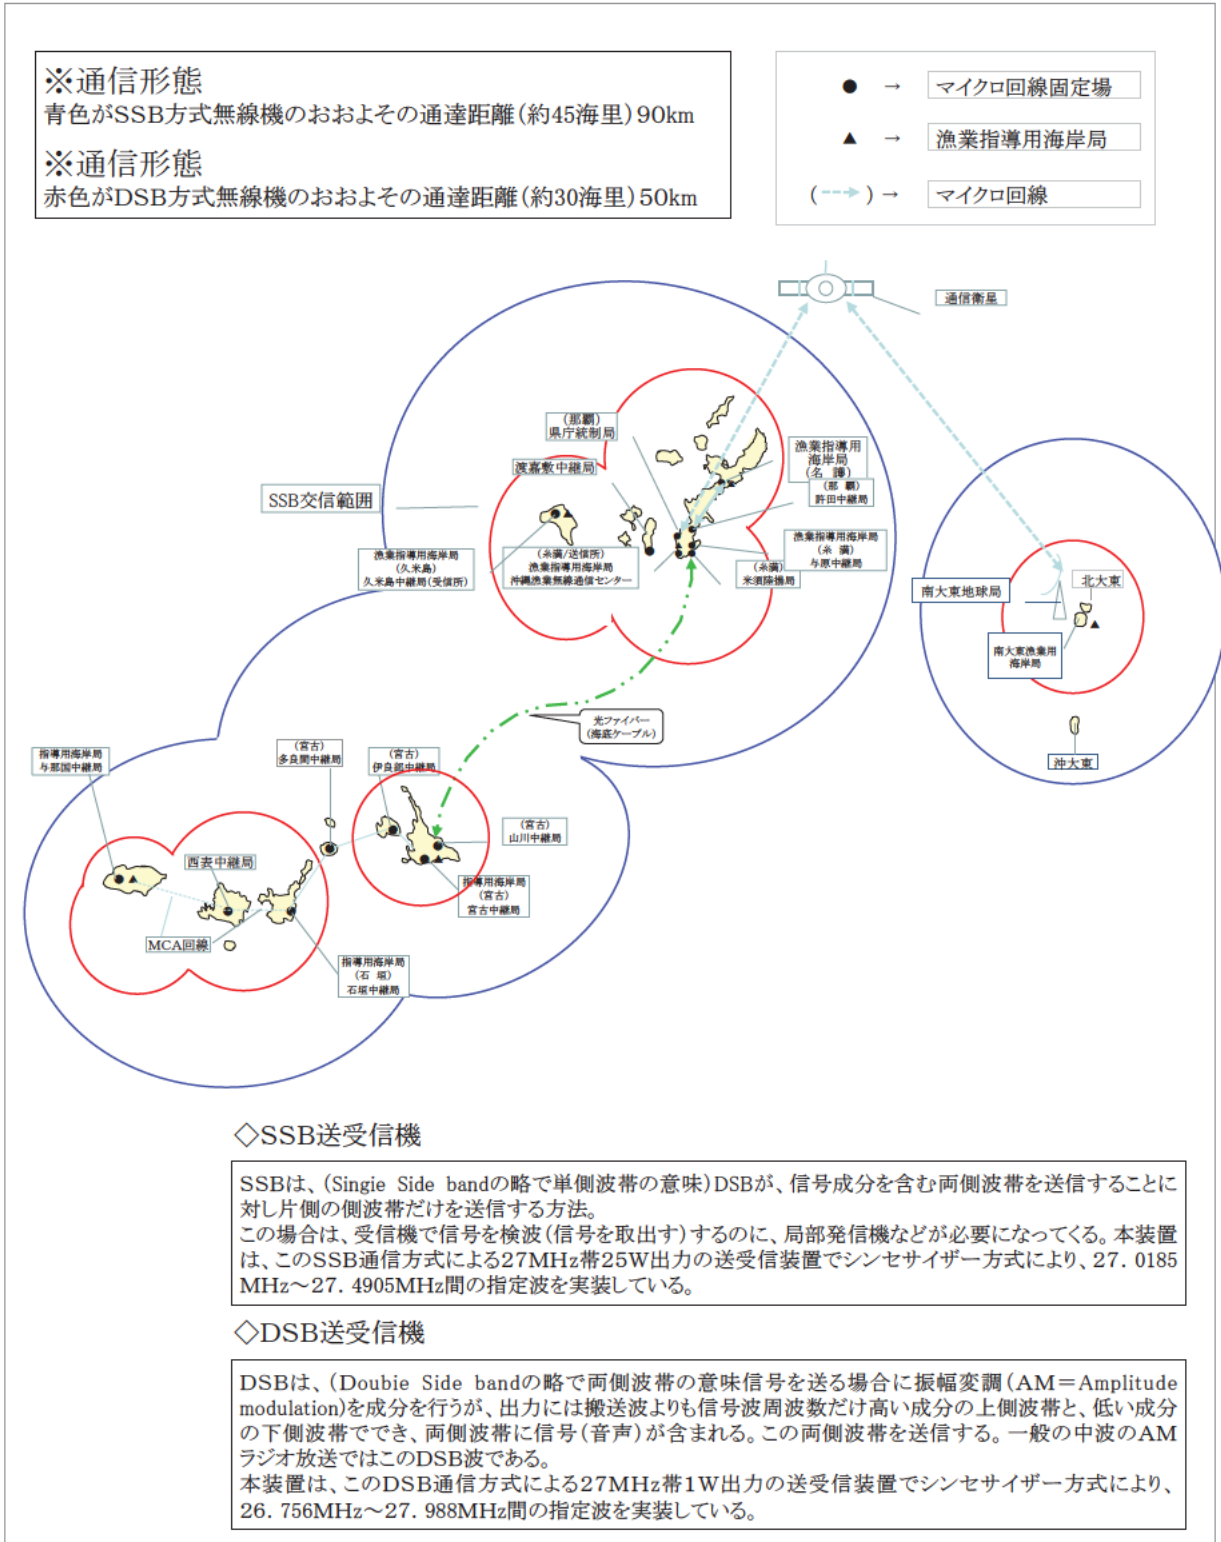 ※通信形態
青色がSSB方式無線機のおおよその通達距離(約45海里)90km
※通信形態
赤色がDSB方式無線機のおおよその通達距離(約30海里)50km
● → マイクロ回線固定場
▲ → 漁業指導用海岸局
( ) → マイクロ回線
通信衛星
(那覇)
県庁統制局
渡嘉敷中継局
漁業指導用
海岸局
(名 護)
(那 覇)
許田中継局
SSB交信範囲
漁業指導用海岸局
(久米島)
久米島中継局(受信所)
(糸満/送信所)
漁業指導用海岸局
沖縄漁業無線通信センター
漁業指導用海岸局
(糸 満)
与原中継局
(糸満)
米須陸揚局
南大東地球局
北大東
南大東漁業用
海岸局
沖大東
光ファイバー
(海底ケーブル)
指導用海岸局
与那国中継局
(宮古)
多良間中継局
(宮古)
伊良部中継局
(宮古)
山川中継局
西表中継局
指導用海岸局
(宮古)
宮古中継局
MCA回線
指導用海岸局
(石 垣)
石垣中継局
◇SSB送受信機
SSBは、(Singie Side bandの略で単側波帯の意味)DSBが、信号成分を含む両側波帯を送信することに
対し片側の側波帯だけを送信する方法。
この場合は、受信機で信号を検波(信号を取出す)するのに、局部発信機などが必要になってくる。本装置
は、このSSB通信方式による27MHz帯25W出力の送受信装置でシンセサイザー方式により、27．0185
MHz～27．4905MHz間の指定波を実装している。
◇DSB送受信機
DSBは、(Doubie Side bandの略で両側波帯の意味信号を送る場合に振幅変調(AM＝Amplitude
modulation)を成分を行うが、出力には搬送波よりも信号波周波数だけ高い成分の上側波帯と、低い成分
の下側波帯ででき、両側波帯に信号(音声)が含まれる。この両側波帯を送信する。一般の中波のAM
ラジオ放送ではこのDSB波である。
本装置は、このDSB通信方式による27MHz帯1W出力の送受信装置でシンセサイザー方式により、
26．756MHz～27．988MHz間の指定波を実装している。